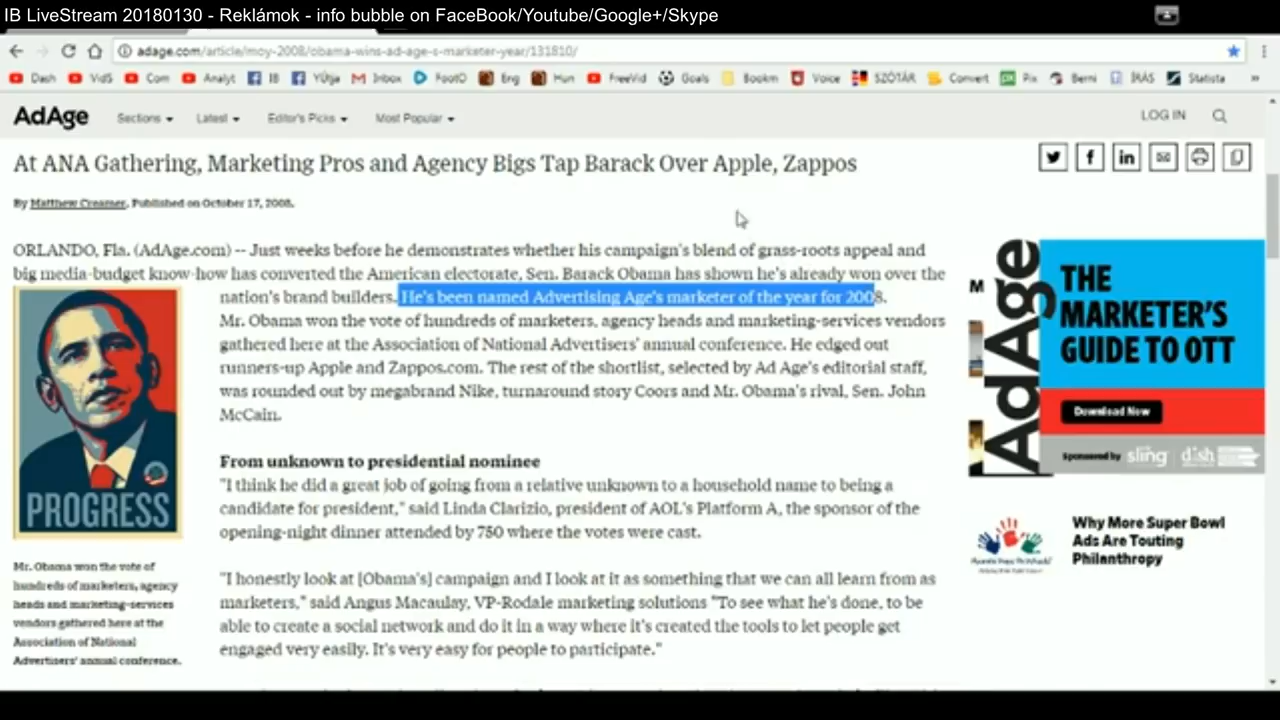 IB LiveStream 20180130 - Reklámok - info bubble on FaceBook/Youtube/Google+/Skype
adage.com/article/moy-2008/obama-wins-ad-age-s-marketer-year/131810/
Dash VidS Com Analyt IB YÚtja Inbox FootO Eng Hun FreeVid Goals Bookm Voice SZÓTÁR Convert Pix Berni ÍRÁS Statista »
AdAge Sections Latest Editor's Picks Most Popular LOG IN
At ANA Gathering, Marketing Pros and Agency Bigs Tap Barack Over Apple, Zappos
By Matthew Creamer. Published on October 17, 2008.
ORLANDO, Fla. (AdAge.com) -- Just weeks before he demonstrates whether his campaign's blend of grass-roots appeal and
big media-budget know-how has converted the American electorate, Sen. Barack Obama has shown he's already won over the
nation's brand builders. He's been named Advertising Age's marketer of the year for 2008.
Mr. Obama won the vote of hundreds of marketers, agency heads and marketing-services vendors
gathered here at the Association of National Advertisers' annual conference. He edged out
runners-up Apple and Zappos.com. The rest of the shortlist, selected by Ad Age's editorial staff,
was rounded out by megabrand Nike, turnaround story Coors and Mr. Obama's rival, Sen. John
McCain.
From unknown to presidential nominee
"I think he did a great job of going from a relative unknown to a household name to being a
candidate for president," said Linda Clarizio, president of AOL's Platform A, the sponsor of the
opening-night dinner attended by 750 where the votes were cast.
"I honestly look at [Obama's] campaign and I look at it as something that we can all learn from as
marketers," said Angus Macaulay, VP-Rodale marketing solutions "To see what he's done, to be
able to create a social network and do it in a way where it's created the tools to let people get
engaged very easily. It's very easy for people to participate."
PROGRESS
Mr. Obama won the vote of
hundreds of marketers, agency
heads and marketing-services
vendors gathered here at the
Association of National
Advertisers' annual conference.
M
AdAge
THE
MARKETER'S
GUIDE TO OTT
Download Now
Sponsored by sling dish
Why More Super Bowl
Ads Are Touting
Philanthropy